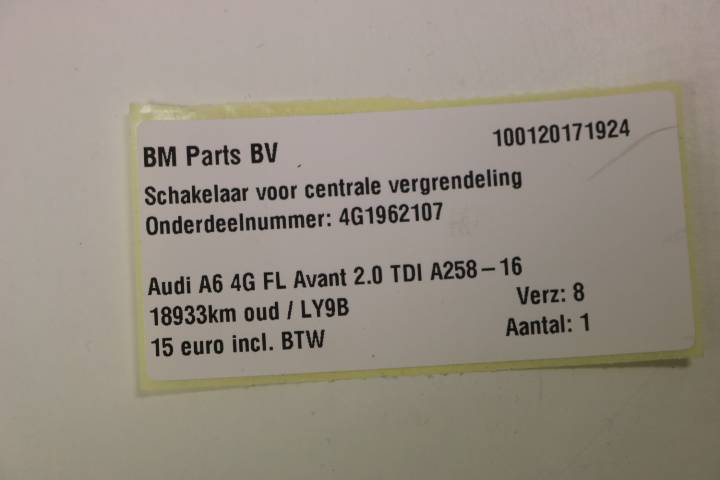 BM Parts BV 100120171924
Schakelaar voor centrale vergrendeling
Onderdeelnummer: 4G1962107
Audi A6 4G FL Avant 2.0 TDI A258-16
18933km oud / LY9B Verz: 8
15 euro incl. BTW Aantal: 1